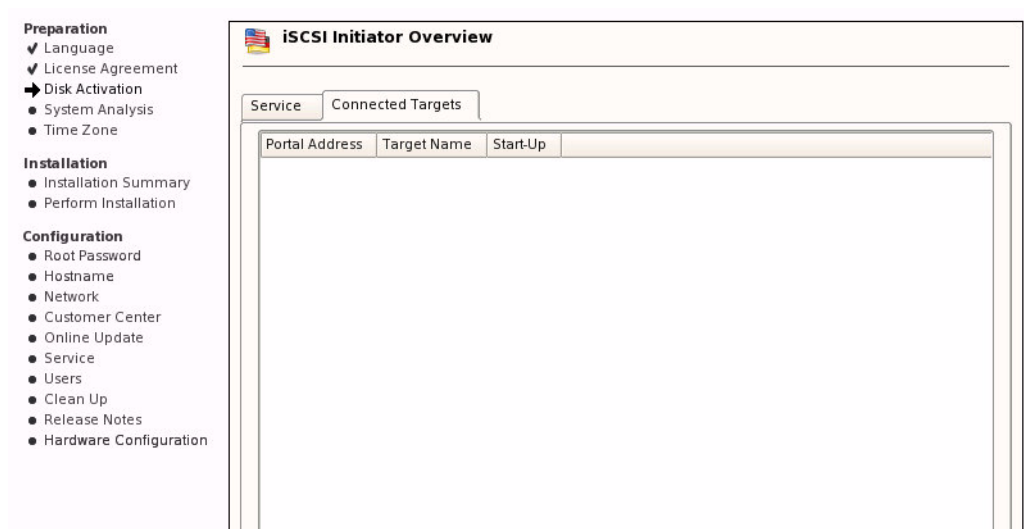 Preparation
Language
License Agreement
Disk Activation
System Analysis
Time Zone
Installation
Installation Summary
Perform Installation
Configuration
Root Password
Hostname
Network
Customer Center
Online Update
Service
Users
Clean Up
Release Notes
Hardware Configuration
iSCSI Initiator Overview
Service Connected Targets
Portal Address Target Name Start-Up